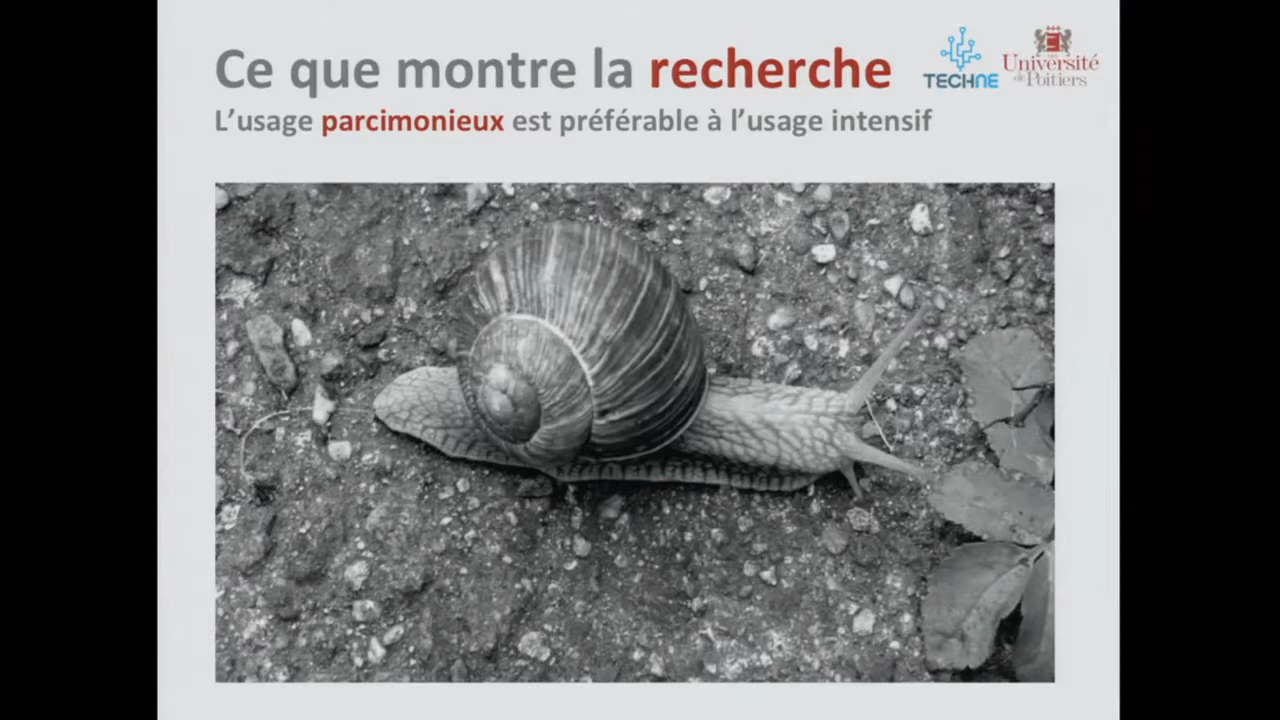 Ce que montre la recherche
L'usage parcimonieux est préférable à l'usage intensif
TECHNE
Université
de Poitiers